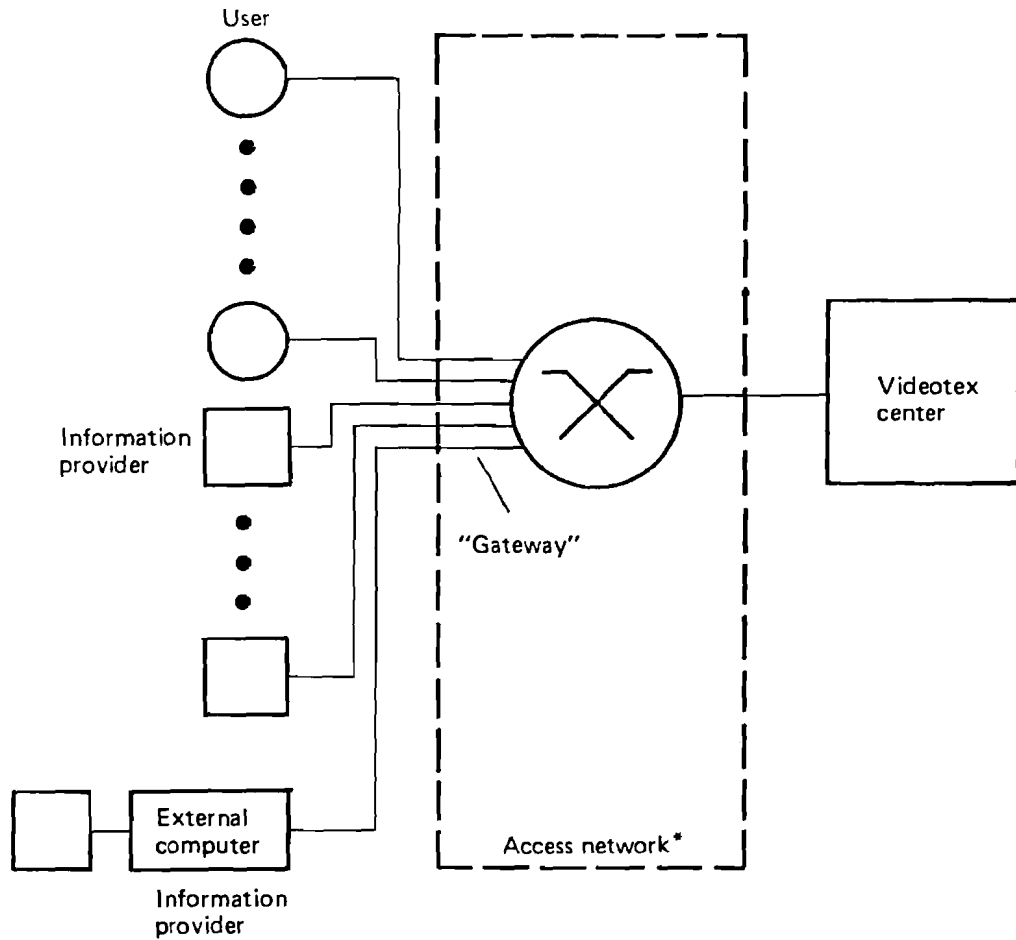 User
Information
provider
Videotex
center
"Gateway"
External
computer
Access network*
Information
provider